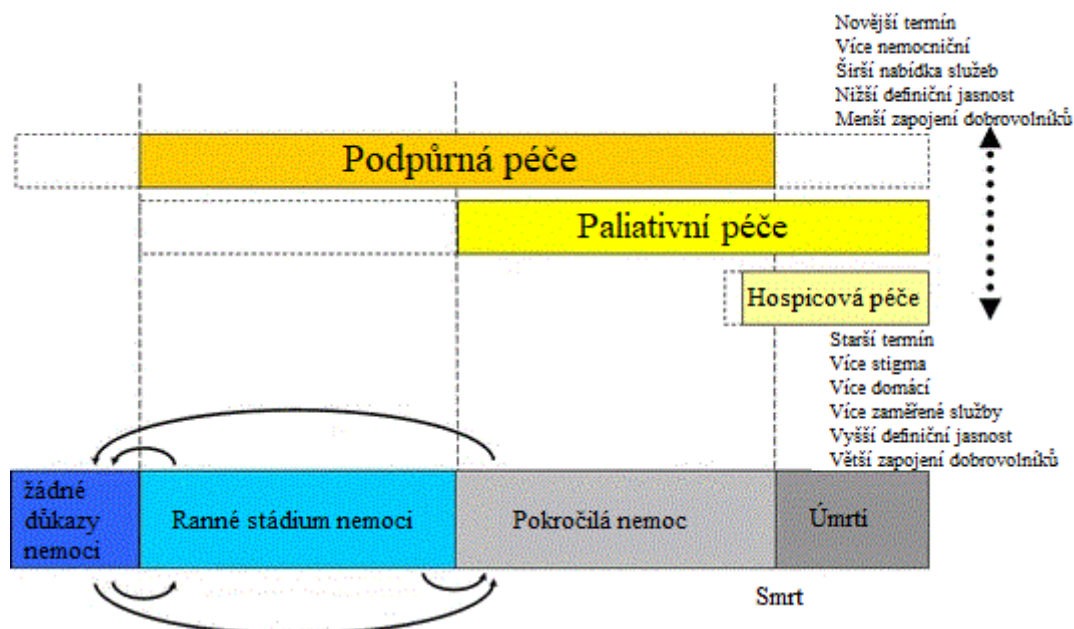 Novější termín
Více nemocniční
Širší nabídka služeb
Nižší definiční jasnost
Menší zapojení dobrovolníků
Podpůrná péče
Paliativní péče
Hospicová péče
Starší termín
Více stigma
Více domácí
Více zaměřené služby
Vyšší definiční jasnost
Větší zapojení dobrovolníků
žádné
důkazy
nemoci
Ranné stádium nemoci
Pokročilá nemoc
Úmrtí
Smrt